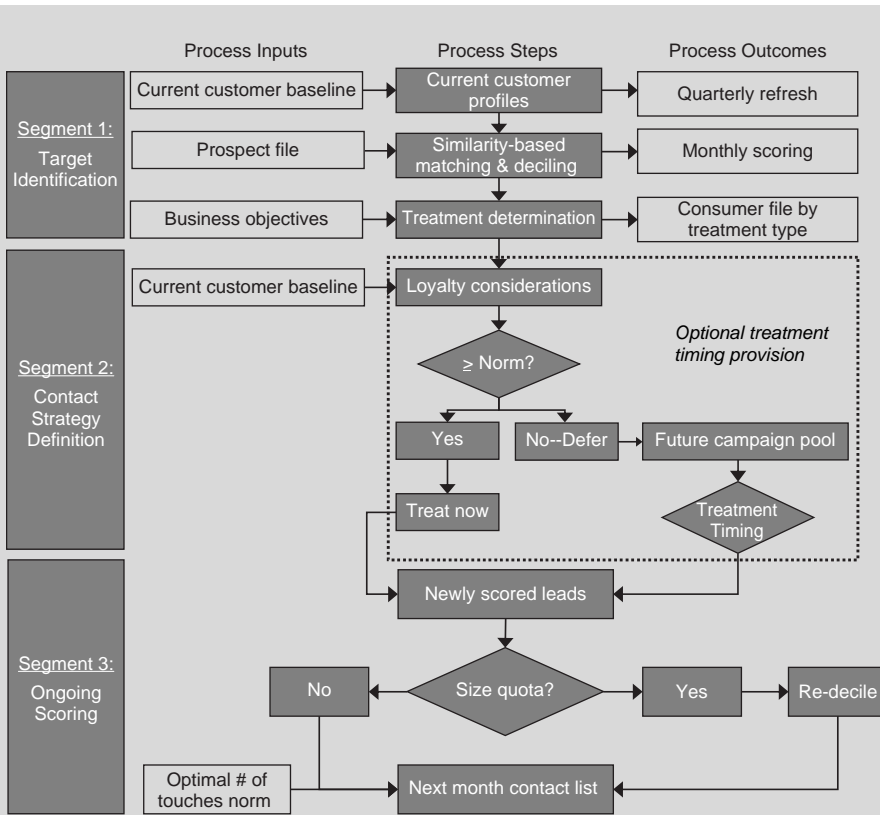 Process Inputs
Process Steps
Process Outcomes
Segment 1:
Target
Identification
Current customer baseline
Current customer
profiles
Quarterly refresh
Prospect file
Similarity-based
matching & deciling
Monthly scoring
Business objectives
Treatment determination
Consumer file by
treatment type
Segment 2:
Contact
Strategy
Definition
Current customer baseline
Loyalty considerations
Optional treatment
timing provision
≥ Norm?
Yes
No--Defer
Future campaign pool
Treat now
Treatment
Timing
Segment 3:
Ongoing
Scoring
Newly scored leads
No
Size quota?
Yes
Re-decile
Optimal # of
touches norm
Next month contact list